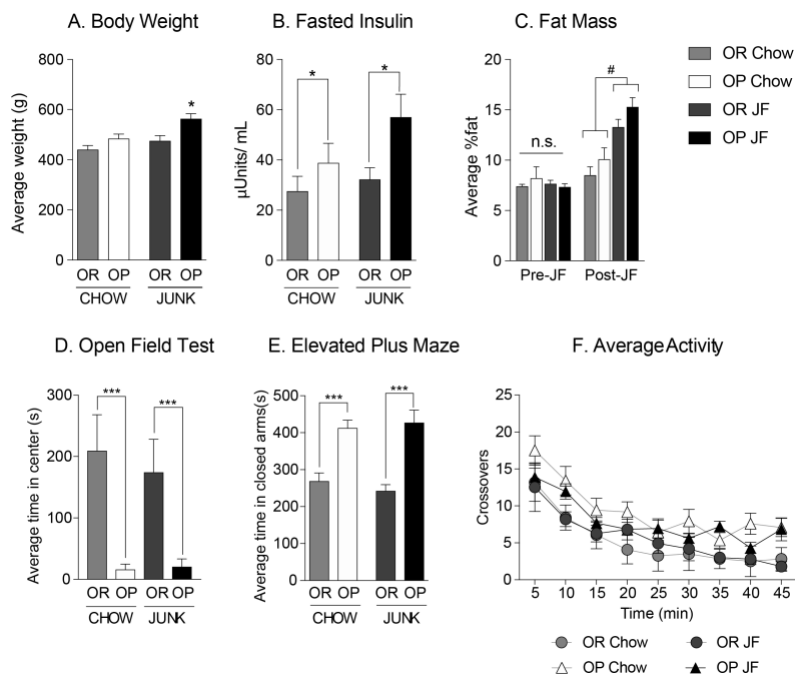 A. Body Weight
Average weight (g)
800
600
400
200
0
*
OR OP OR OP
CHOW JUNK
B. Fasted Insulin
µUnits/ mL
80
60
40
20
0
* *
OR OP OR OP
CHOW JUNK
C. Fat Mass
Average %fat
20
15
10
5
0
n.s.
#
Pre-JF Post-JF
OR Chow
OP Chow
OR JF
OP JF
D. Open Field Test
Average time in center (s)
300
200
100
0
*** ***
OR OP OR OP
CHOW JUNK
E. Elevated Plus Maze
Average time in closed arms(s)
500
400
300
200
100
0
*** ***
OR OP OR OP
CHOW JUNK
F. AverageActivity
Crossovers
25
20
15
10
5
0
5 10 15 20 25 30 35 40 45
Time (min)
OR Chow OR JF
OP Chow OP JF